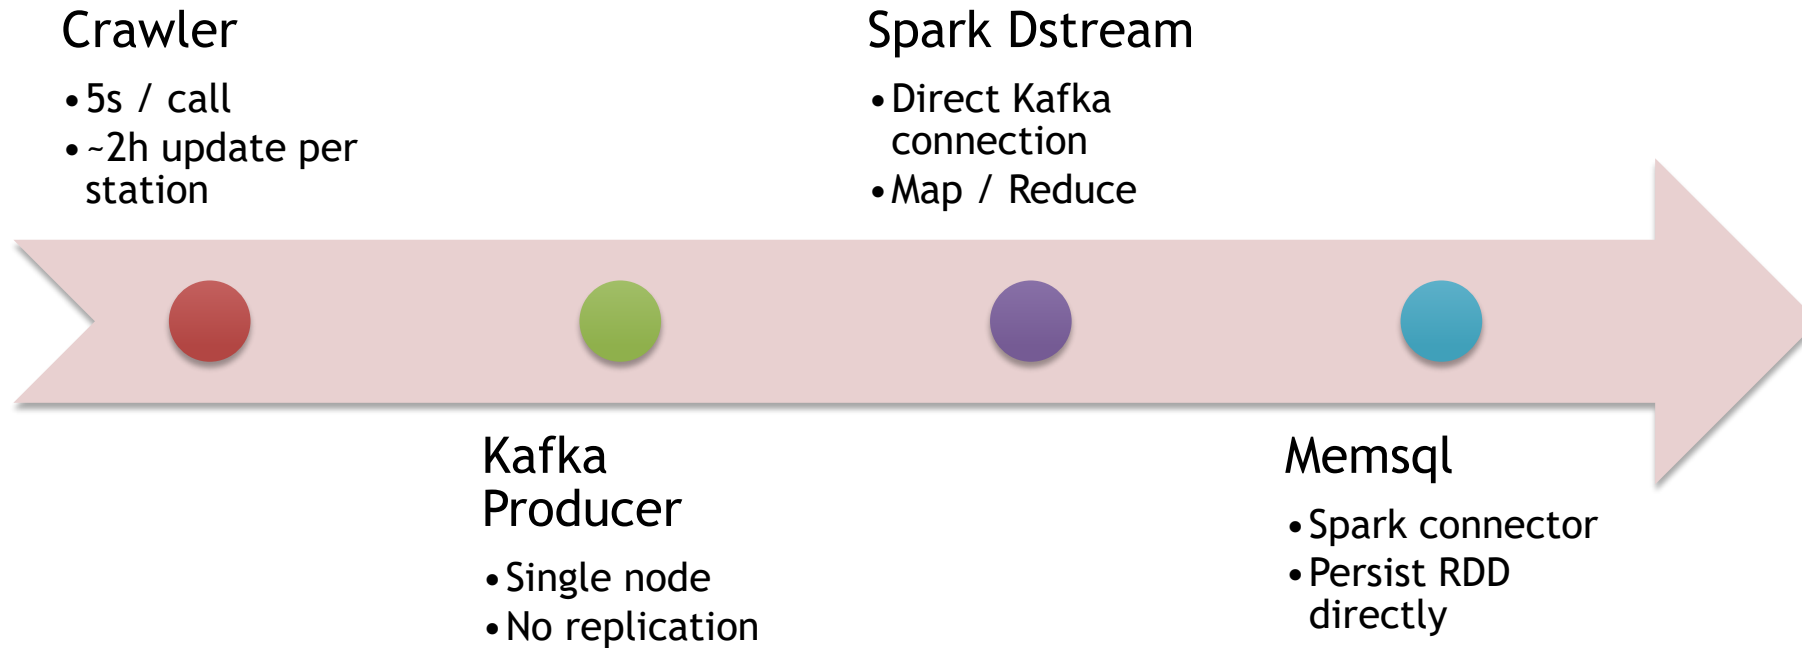 Crawler
•5s / call
•~2h update per
station
Kafka
Producer
•Single node
•No replication
Spark Dstream
•Direct Kafka
connection
•Map / Reduce
Memsql
•Spark connector
•Persist RDD
directly